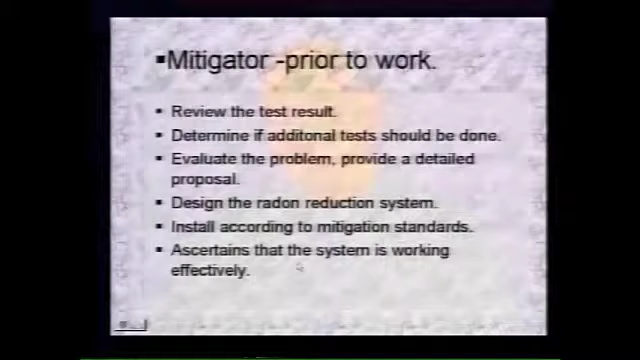 ▪Mitigator -prior to work.
▪ Review the test result.
▪ Determine if additonal tests should be done.
▪ Evaluate the problem, provide a detailed
proposal.
▪ Design the radon reduction system.
▪ Install according to mitigation standards.
▪ Ascertains that the system is working
effectively.